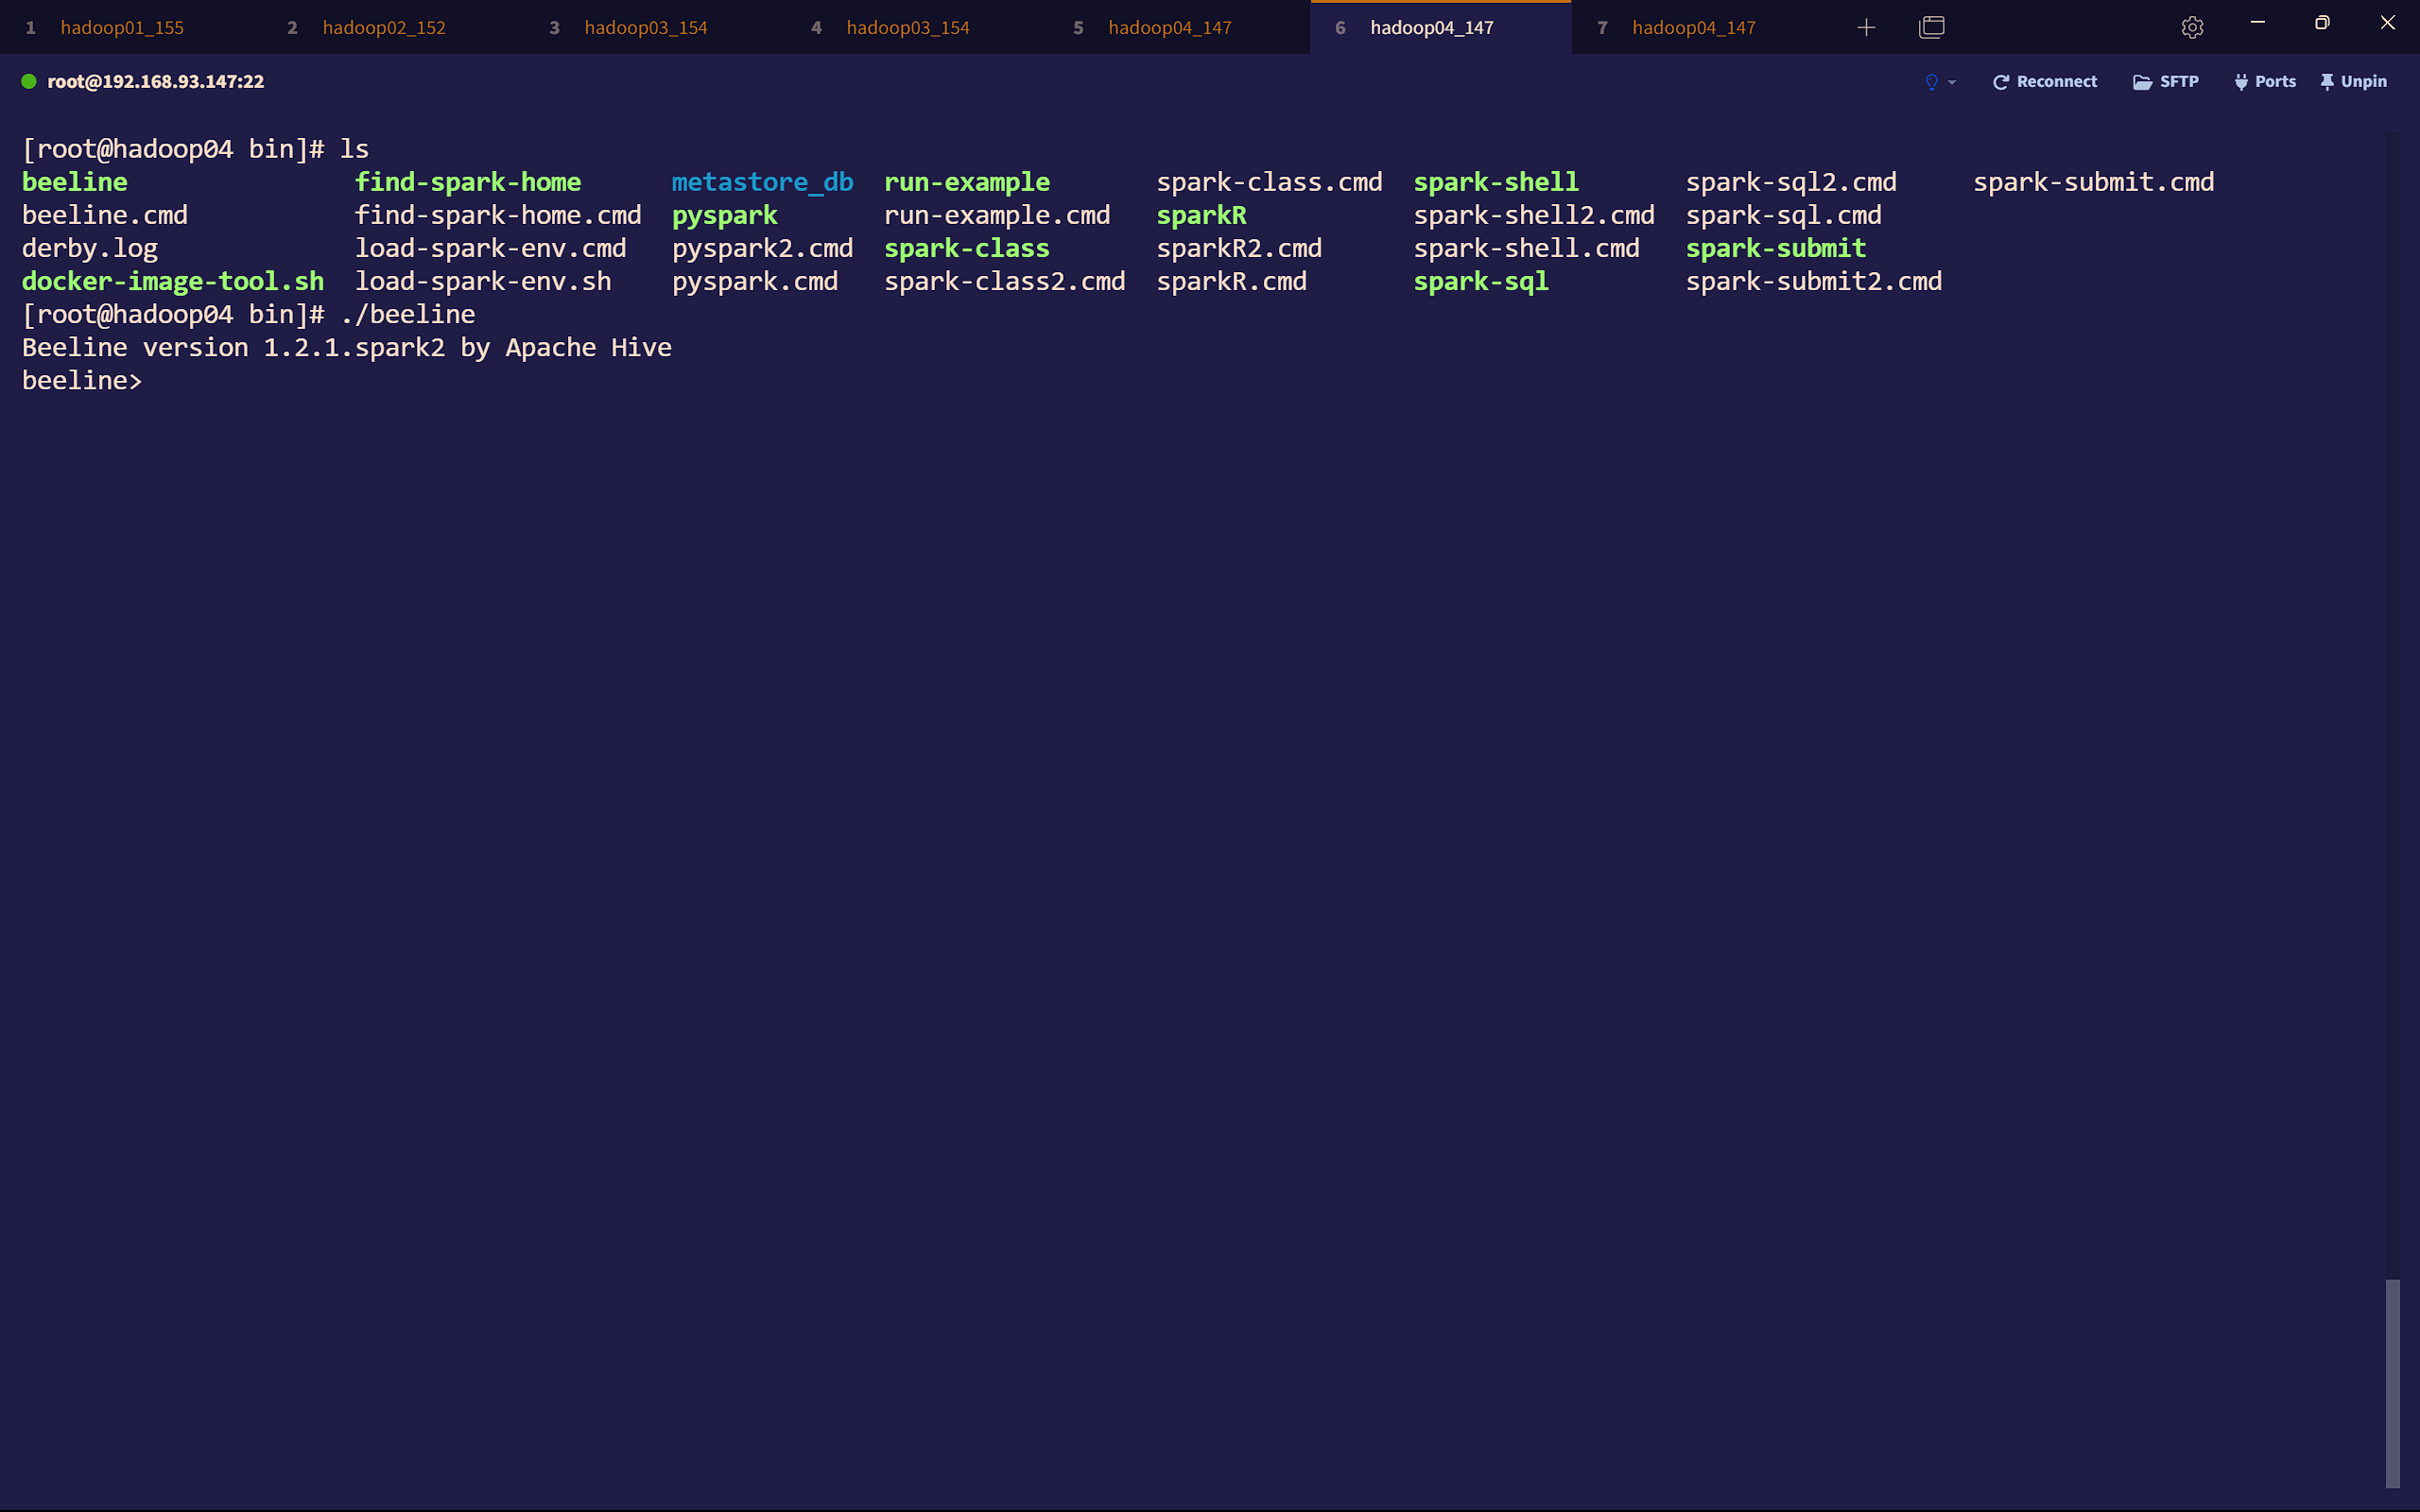 1 hadoop01_155 2 hadoop02_152 3 hadoop03_154 4 hadoop03_154 5 hadoop04_147 6 hadoop04_147 7 hadoop04_147
root@192.168.93.147:22 Reconnect SFTP Ports Unpin
[root@hadoop04 bin]# ls
beeline find-spark-home metastore_db run-example spark-class.cmd spark-shell spark-sql2.cmd spark-submit.cmd
beeline.cmd find-spark-home.cmd pyspark run-example.cmd sparkR spark-shell2.cmd spark-sql.cmd
derby.log load-spark-env.cmd pyspark2.cmd spark-class sparkR2.cmd spark-shell.cmd spark-submit
docker-image-tool.sh load-spark-env.sh pyspark.cmd spark-class2.cmd sparkR.cmd spark-sql spark-submit2.cmd
[root@hadoop04 bin]# ./beeline
Beeline version 1.2.1.spark2 by Apache Hive
beeline>